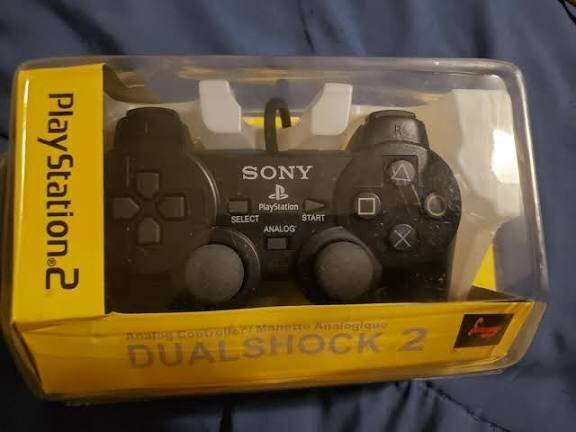 PlayStation®2
R
SONY
PlayStation
SELECT
START
ANALOG
Analog Controller/Manette Analogique
DUALSHOCK 2